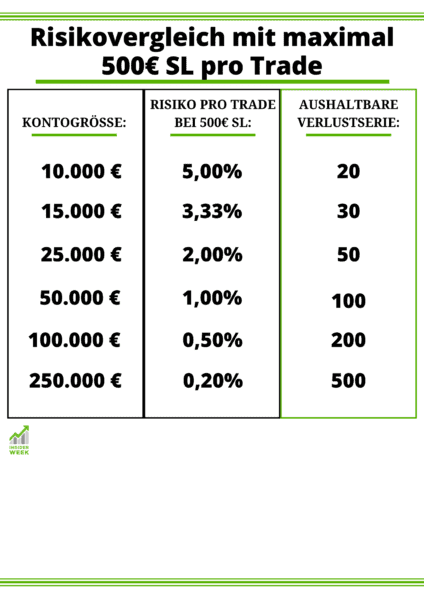 Risikovergleich mit maximal
500€ SL pro Trade
KONTOGRÖSSE:
RISIKO PRO TRADE
BEI 500€ SL:
AUSHALTBARE
VERLUSTSERIE:
10.000 € 5,00% 20
15.000 € 3,33% 30
25.000 € 2,00% 50
50.000 € 1,00% 100
100.000 € 0,50% 200
250.000 € 0,20% 500
INSIDER
WEEK